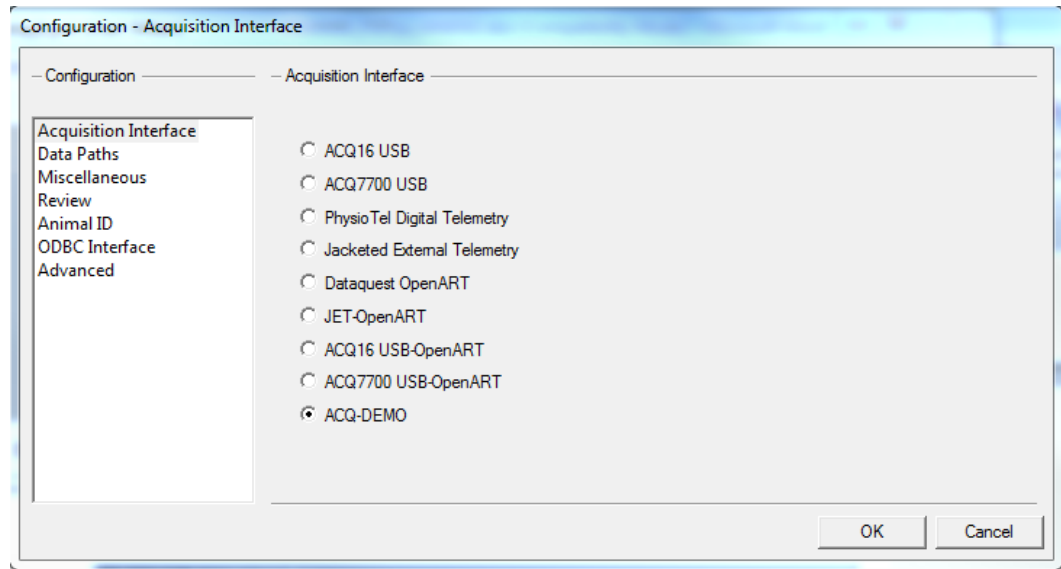 Configuration - Acquisition Interface
Configuration
Acquisition Interface
Data Paths
Miscellaneous
Review
Animal ID
ODBC Interface
Advanced
Acquisition Interface
ACQ16 USB
ACQ7700 USB
PhysioTel Digital Telemetry
Jacketed External Telemetry
Dataquest OpenART
JET-OpenART
ACQ16 USB-OpenART
ACQ7700 USB-OpenART
ACQ-DEMO
OK
Cancel